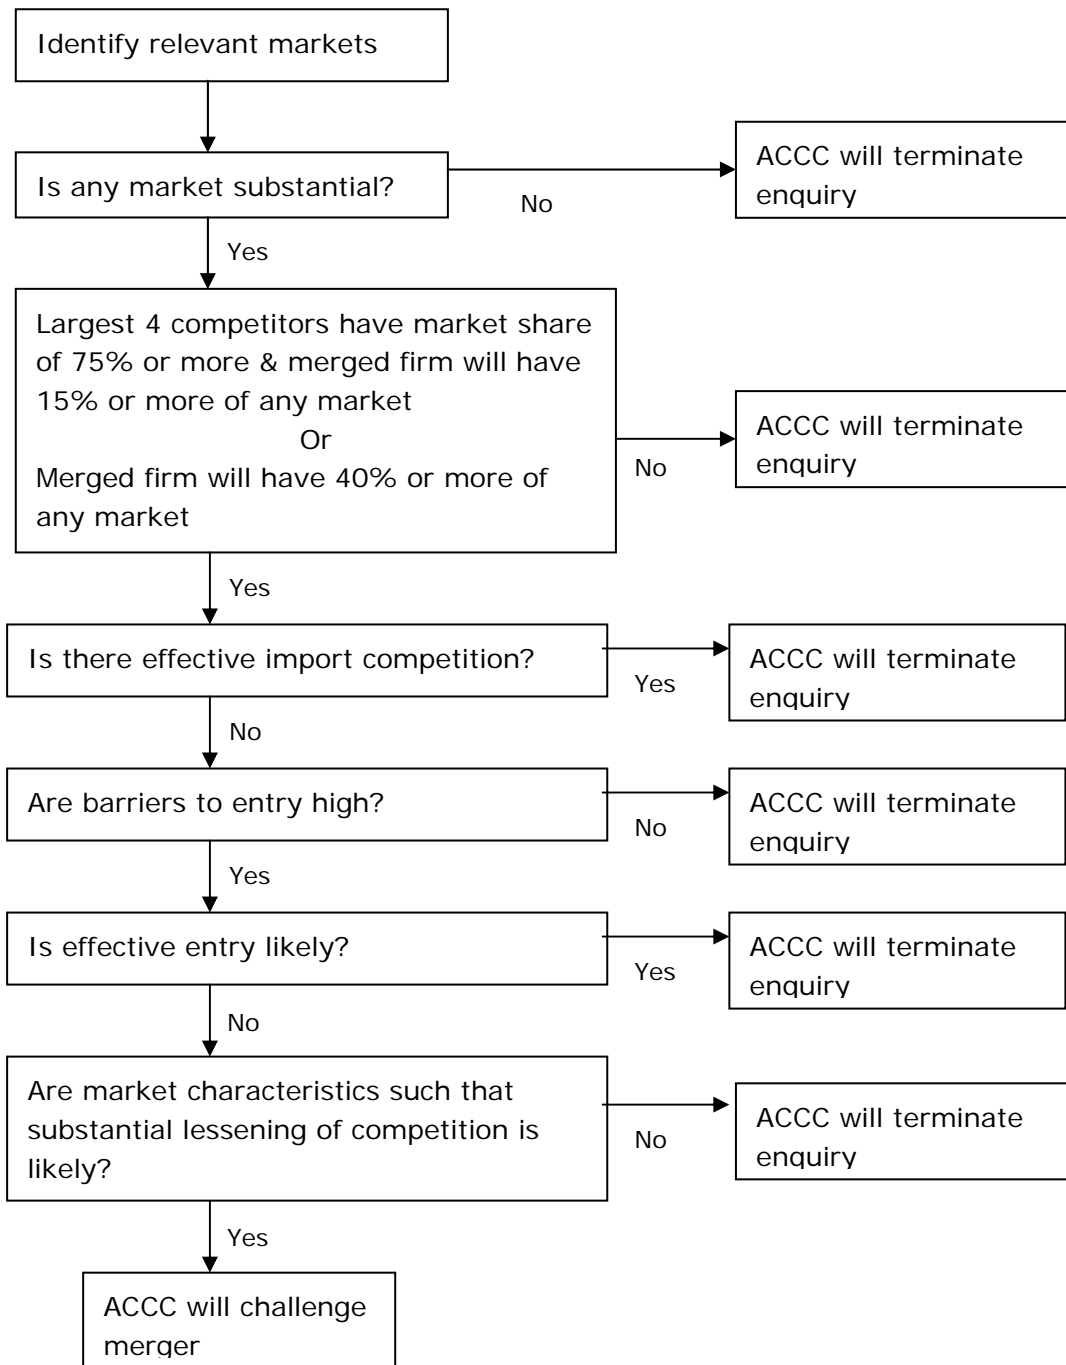 Identify relevant markets
Is any market substantial?
No
ACCC will terminate
enquiry
Yes
Largest 4 competitors have market share
of 75% or more & merged firm will have
15% or more of any market
Or
Merged firm will have 40% or more of
any market
No
ACCC will terminate
enquiry
Yes
Is there effective import competition?
Yes
ACCC will terminate
enquiry
No
Are barriers to entry high?
No
ACCC will terminate
enquiry
Yes
Is effective entry likely?
Yes
ACCC will terminate
enquiry
No
Are market characteristics such that
substantial lessening of competition is
likely?
No
ACCC will terminate
enquiry
Yes
ACCC will challenge
merger